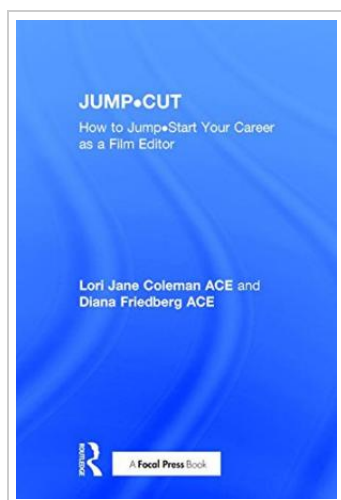 JUMP•CUT
How to Jump•Start Your Career
as a Film Editor
Lori Jane Coleman ACE and
Diana Friedberg ACE
ROUTLEDGE
A Focal Press Book